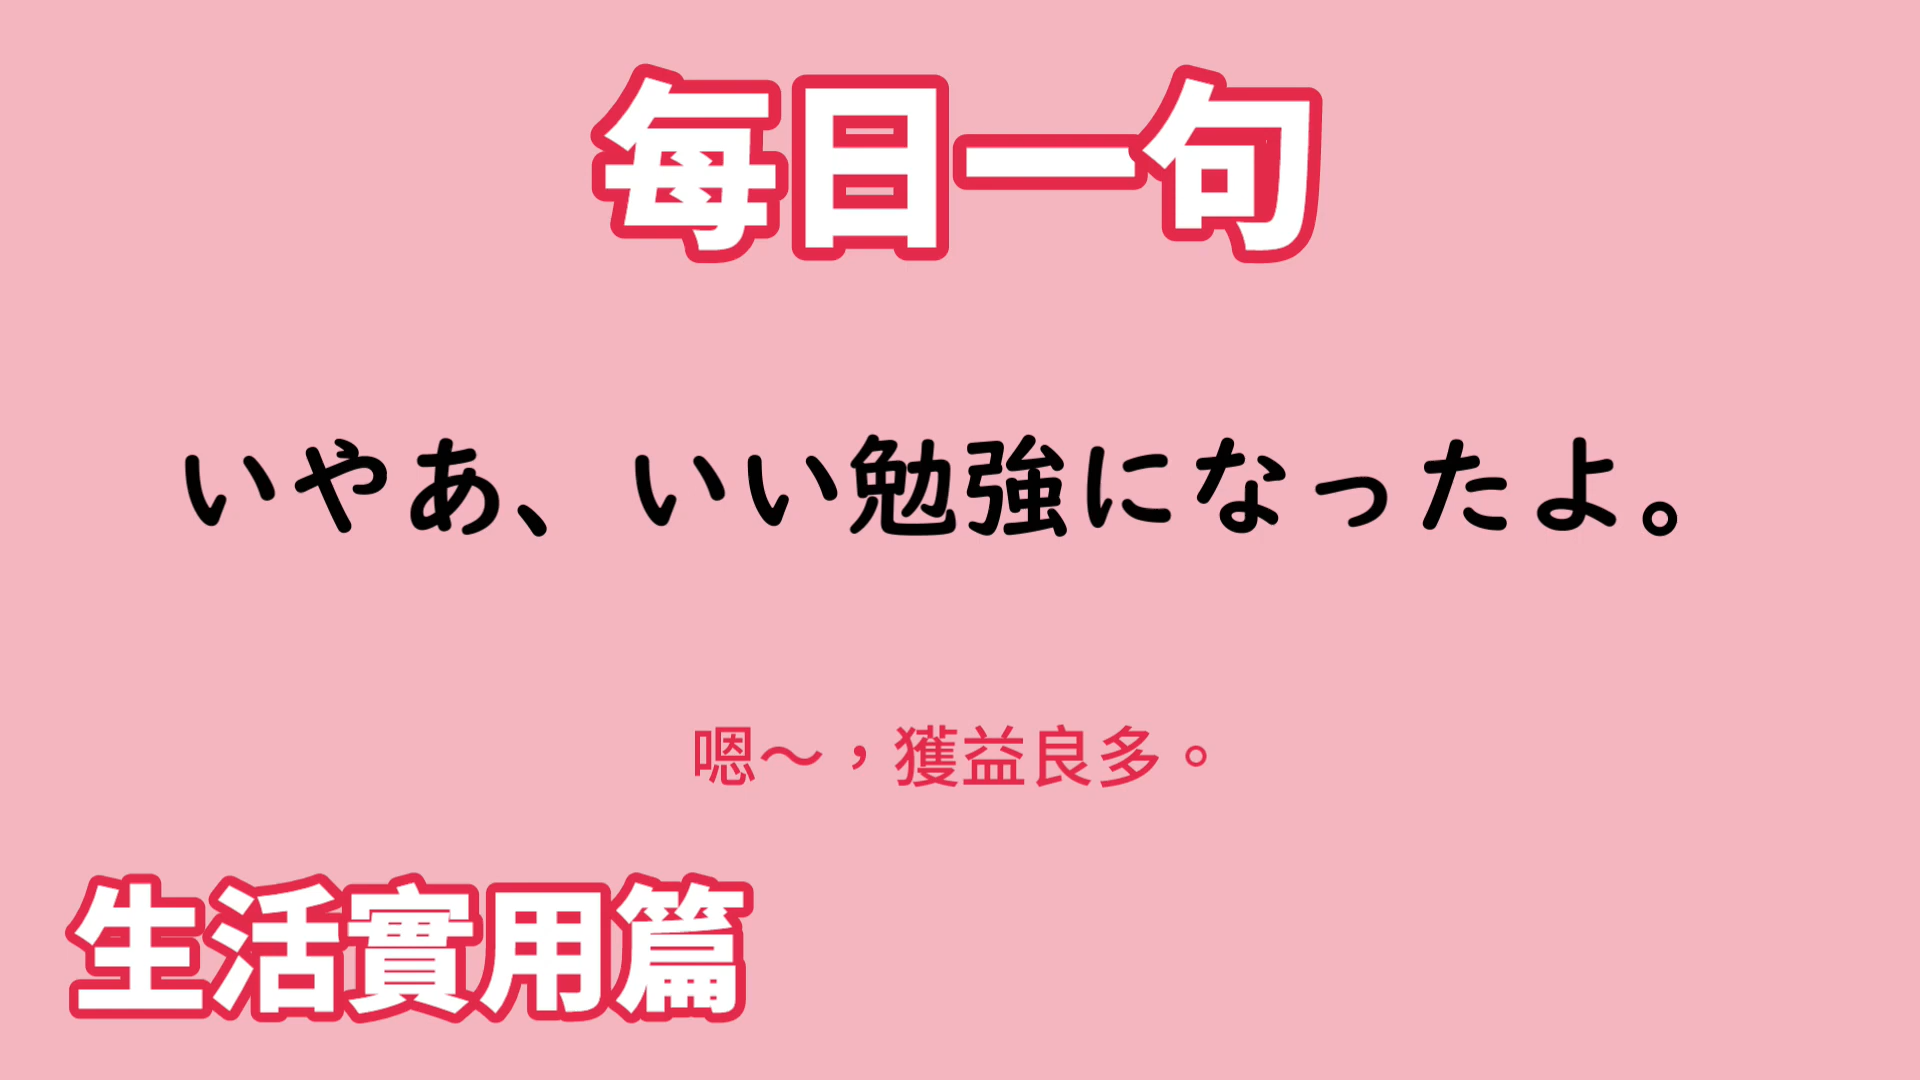 每日一句
いやあ、いい勉強になったよ。
嗯～，獲益良多。
生活實用篇